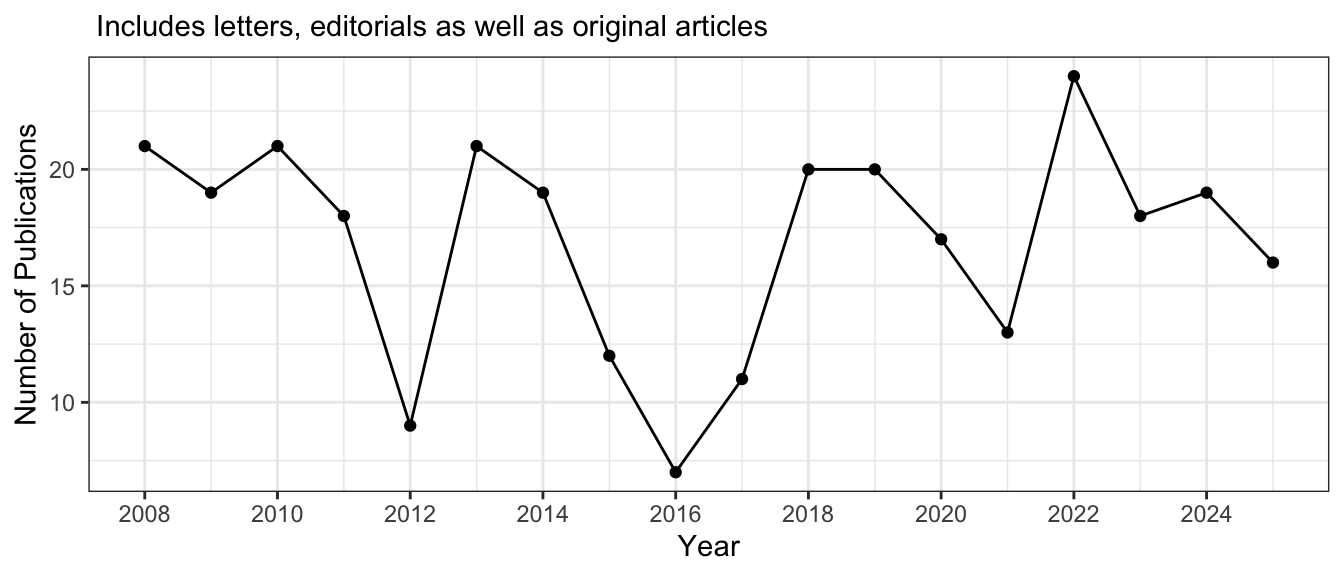 Includes letters, editorials as well as original articles
Number of Publications
20
15
10
2008 2010 2012 2014 2016 2018 2020 2022 2024
Year